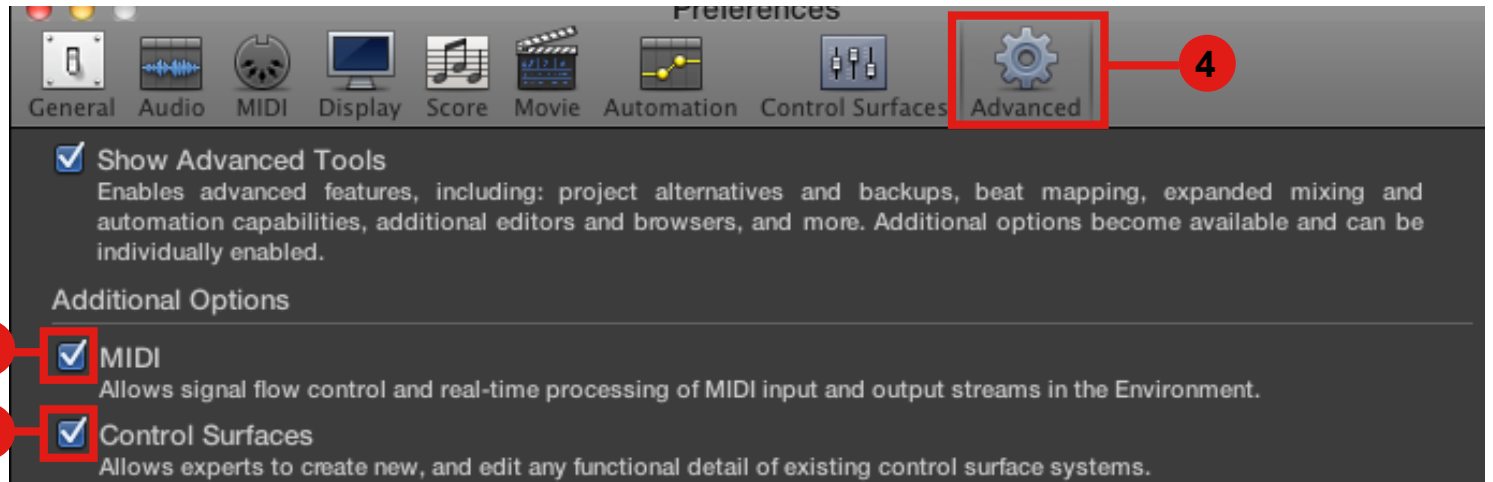 Preferences
General Audio MIDI Display Score Movie Automation Control Surfaces Advanced
4
Show Advanced Tools
Enables advanced features, including: project alternatives and backups, beat mapping, expanded mixing and
automation capabilities, additional editors and browsers, and more. Additional options become available and can be
individually enabled.
Additional Options
MIDI
Allows signal flow control and real-time processing of MIDI input and output streams in the Environment.
Control Surfaces
Allows experts to create new, and edit any functional detail of existing control surface systems.